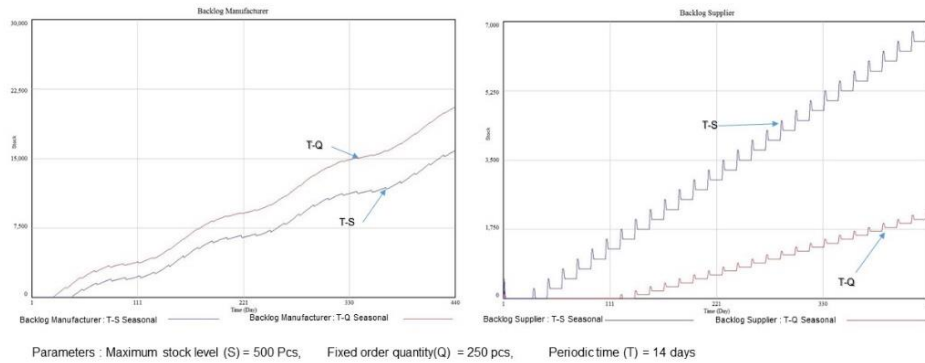 Backlog Manufacturer
30,000
22,500
15,000
7,500
0
Stock
T-Q
T-S
1
111
221
330
440
Time (Day)
Backlog Manufacturer : T-S Seasonal
Backlog Manufacturer : T-Q Seasonal
Backlog Supplier
7,000
5,250
3,500
1,750
0
Stock
T-S
T-Q
1
111
221
330
Time (Day)
Backlog Supplier : T-S Seasonal
Backlog Supplier : T-Q Seasonal
Parameters : Maximum stock level (S) = 500 Pcs, Fixed order quantity(Q) = 250 pcs, Periodic time (T) = 14 days